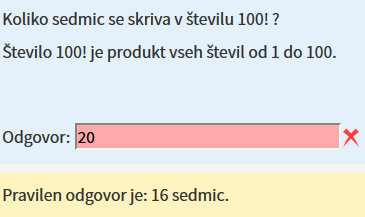 Koliko sedmic se skriva v številu 100! ?
Število 100! je produkt vseh števil od 1 do 100.
Odgovor: 20
Pravilen odgovor je: 16 sedmic.